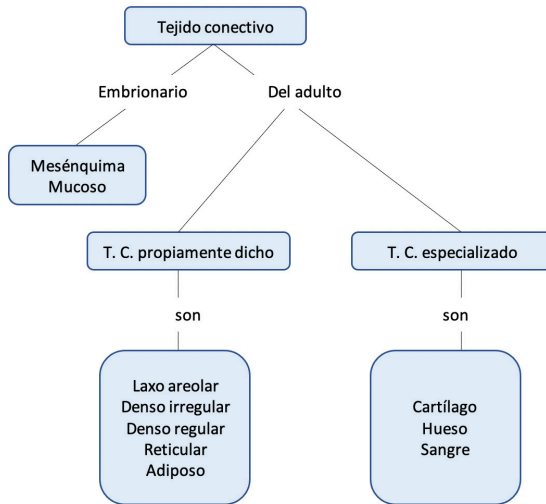 Tejido conectivo
Embrionario
Del adulto
Mesénquima
Mucoso
T. C. propiamente dicho
T. C. especializado
son
son
Laxo areolar
Denso irregular
Denso regular
Reticular
Adiposo
Cartílago
Hueso
Sangre